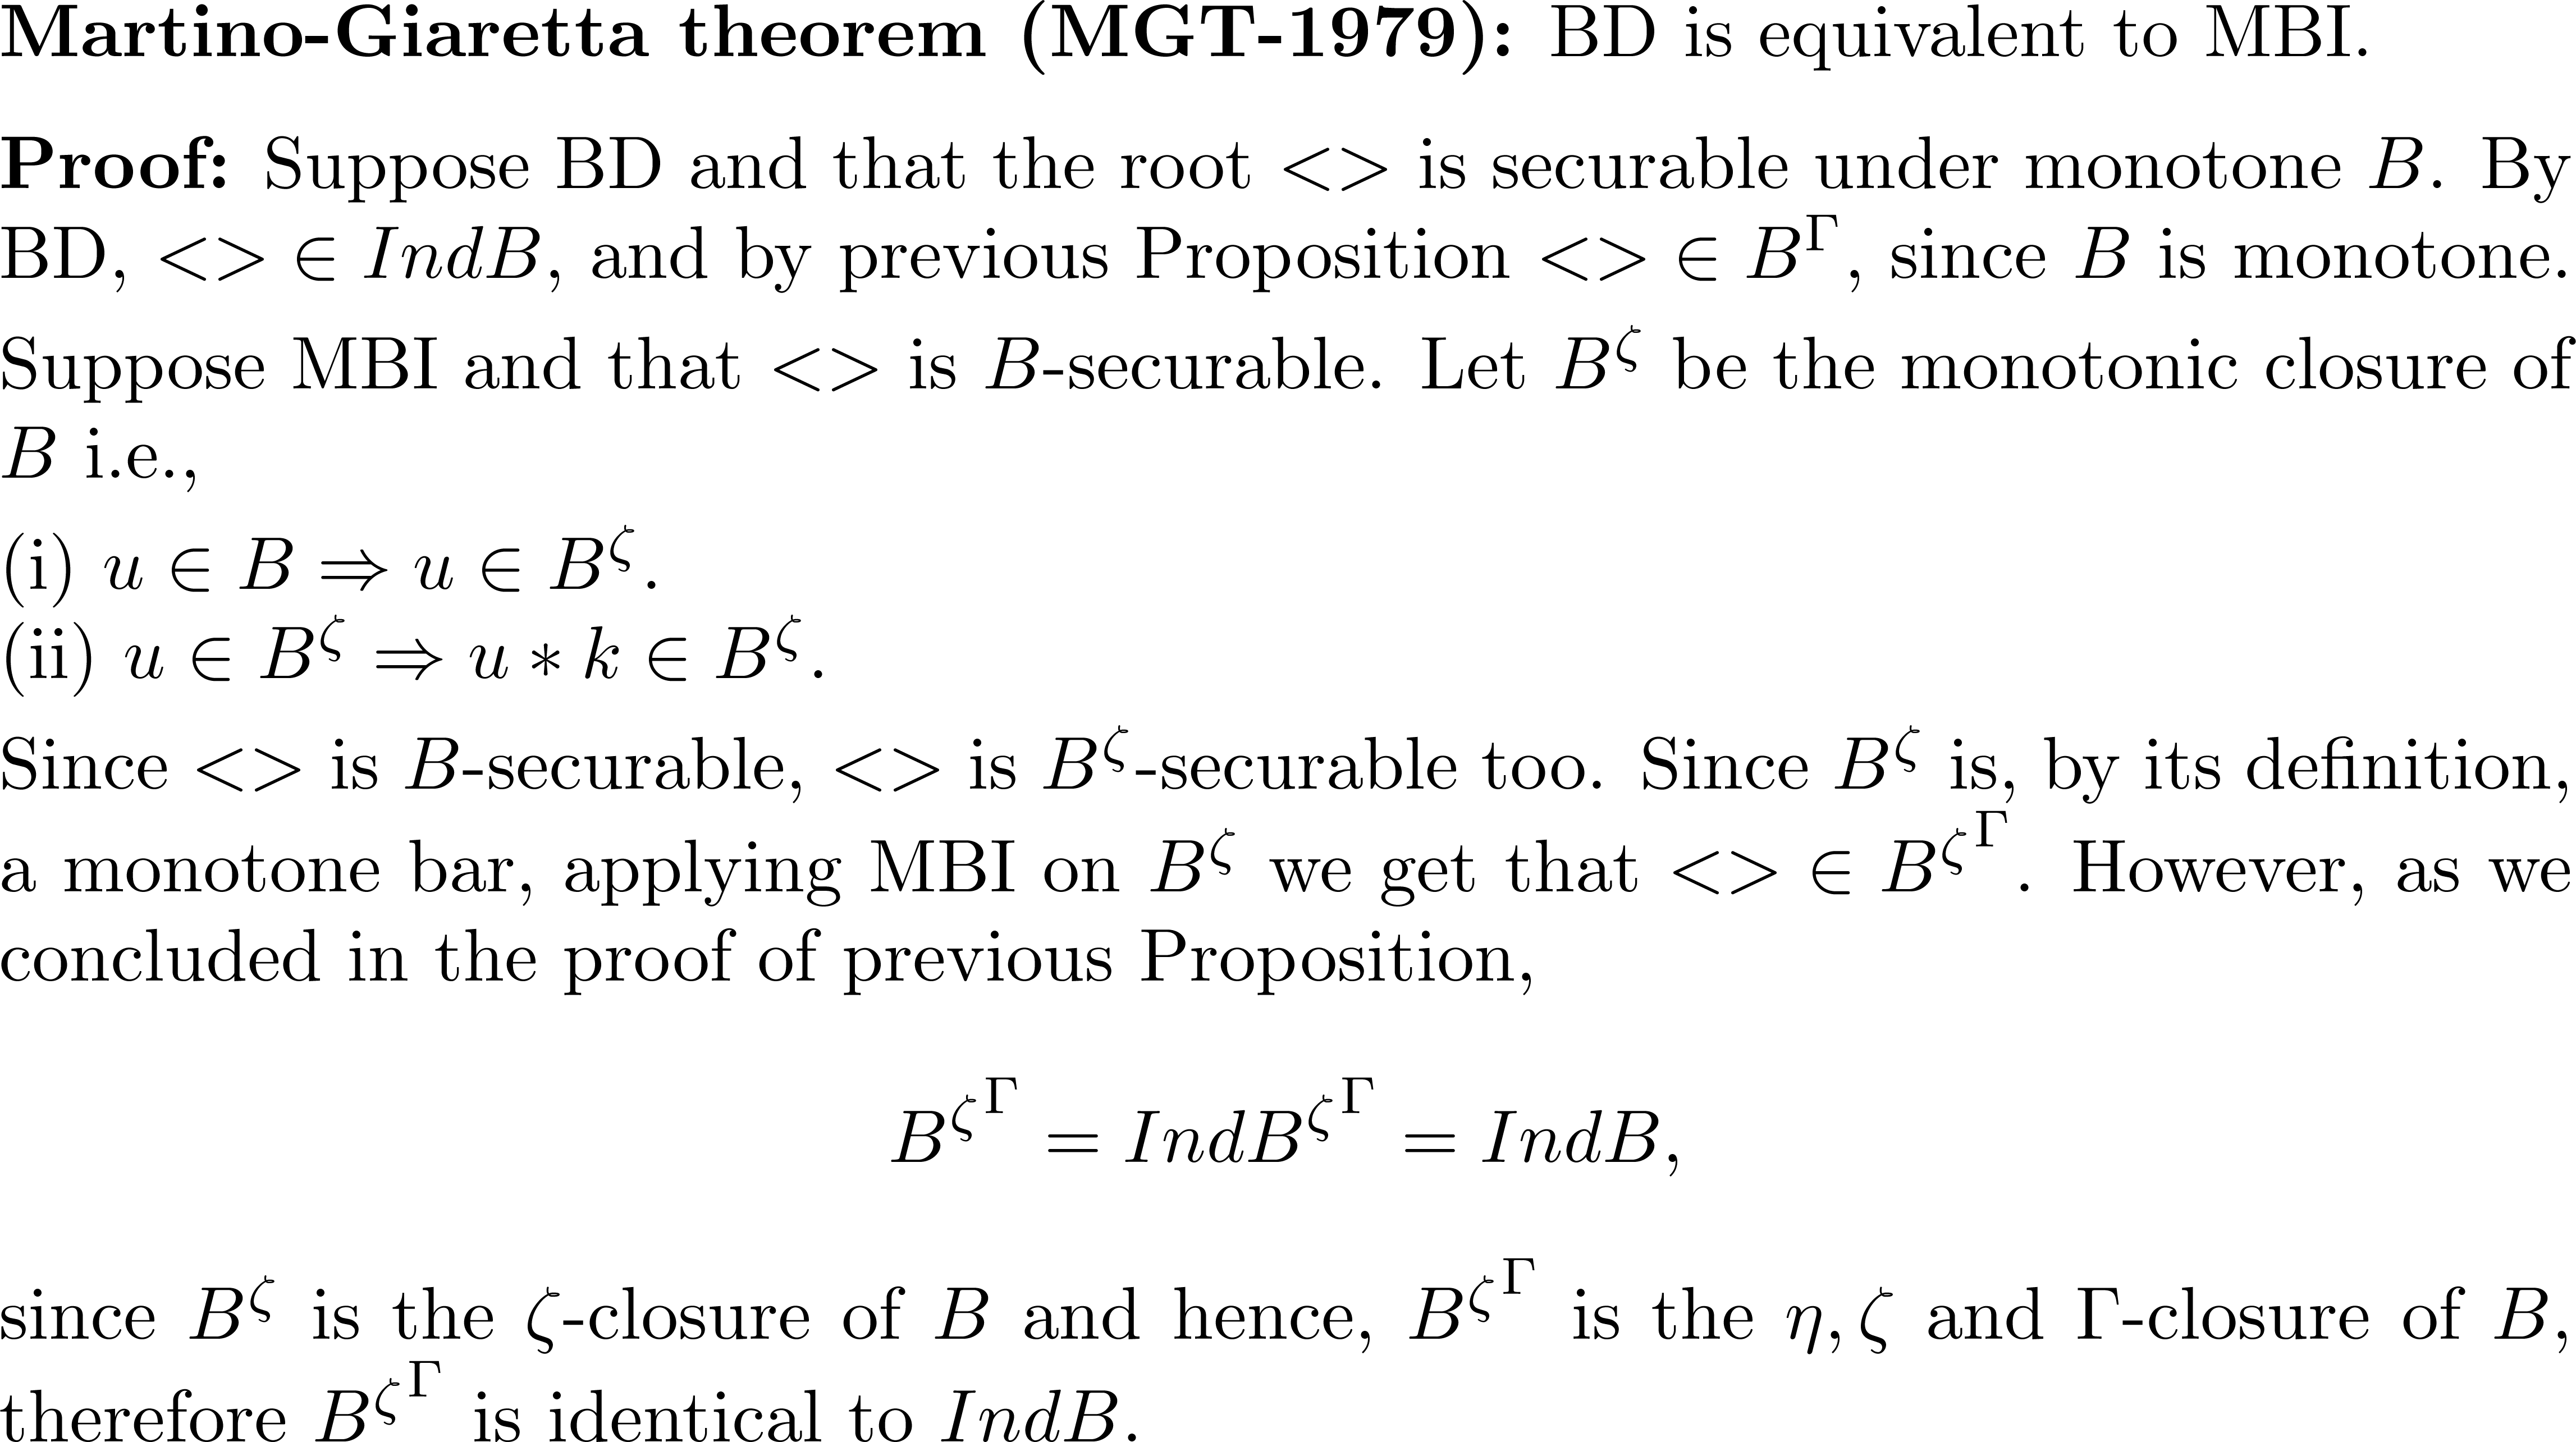 Martino-Giaretta theorem (MGT-1979): BD is equivalent to MBI.
Proof: Suppose BD and that the root <> is securable under monotone B. By
BD, <> ∈ IndB, and by previous Proposition <> ∈ B^Γ, since B is monotone.
Suppose MBI and that <> is B-securable. Let B^ζ be the monotonic closure of
B i.e.,
(i) u ∈ B ⇒ u ∈ B^ζ.
(ii) u ∈ B^ζ ⇒ u ∗ k ∈ B^ζ.
Since <> is B-securable, <> is B^ζ-securable too. Since B^ζ is, by its definition,
a monotone bar, applying MBI on B^ζ we get that <> ∈ B^{ζ^Γ}. However, as we
concluded in the proof of previous Proposition,
B^{ζ^Γ} = IndB^{ζ^Γ} = IndB,
since B^ζ is the ζ-closure of B and hence, B^{ζ^Γ} is the η, ζ and Γ-closure of B,
therefore B^{ζ^Γ} is identical to IndB.